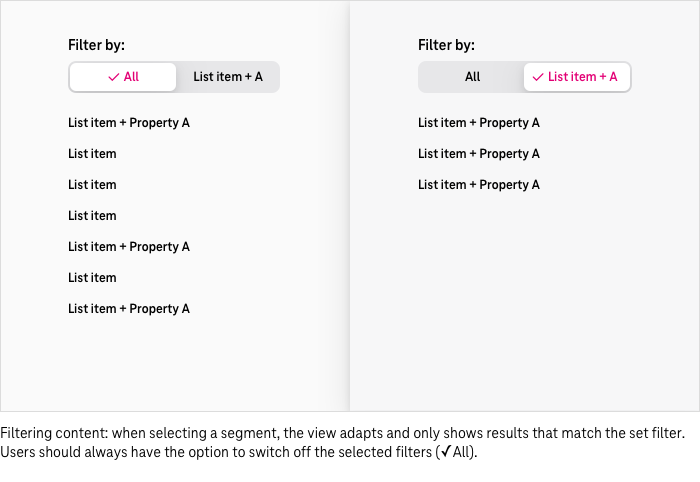 Filter by:
✓ All
List item + A
List item + Property A
List item
List item
List item
List item + Property A
List item
List item + Property A
Filter by:
All
✓ List item + A
List item + Property A
List item + Property A
List item + Property A
Filtering content: when selecting a segment, the view adapts and only shows results that match the set filter.
Users should always have the option to switch off the selected filters (✓All).